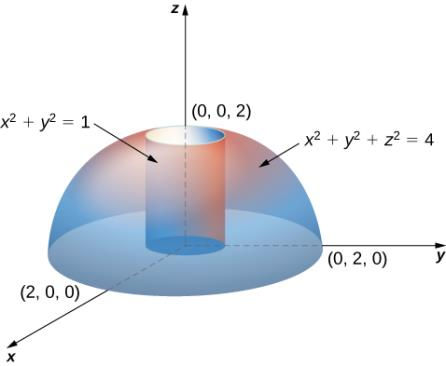 z
(0, 0, 2)
x² + y² = 1
x² + y² + z² = 4
(0, 2, 0)
y
(2, 0, 0)
x